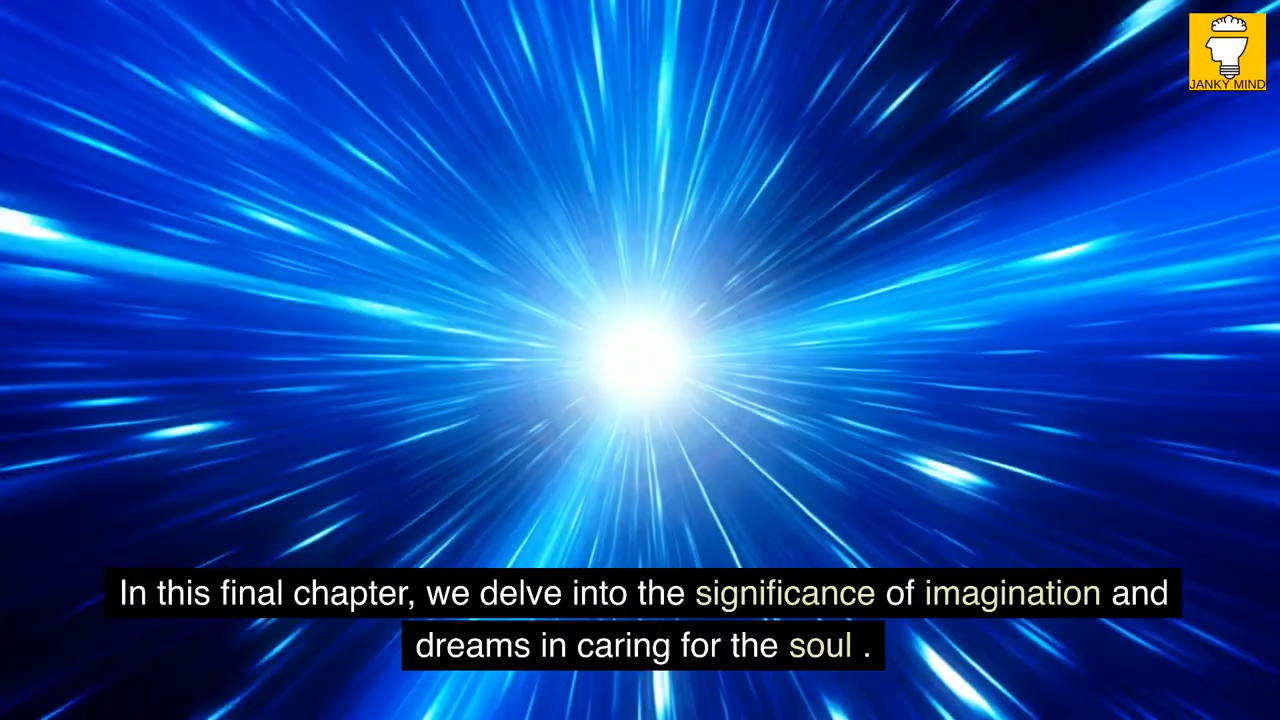 JANKY MIND
In this final chapter, we delve into the significance of imagination and
dreams in caring for the soul .